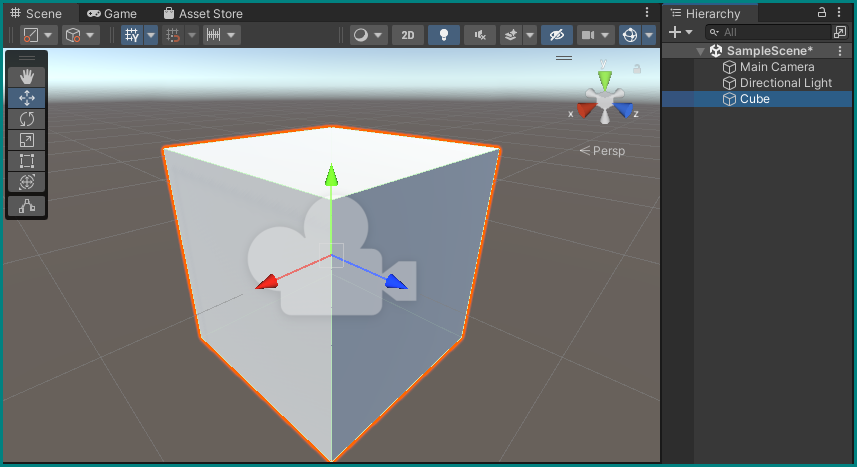 Scene Game Asset Store
Hierarchy
2D
All
SampleScene*
Main Camera
Directional Light
Cube
y
x z
Persp